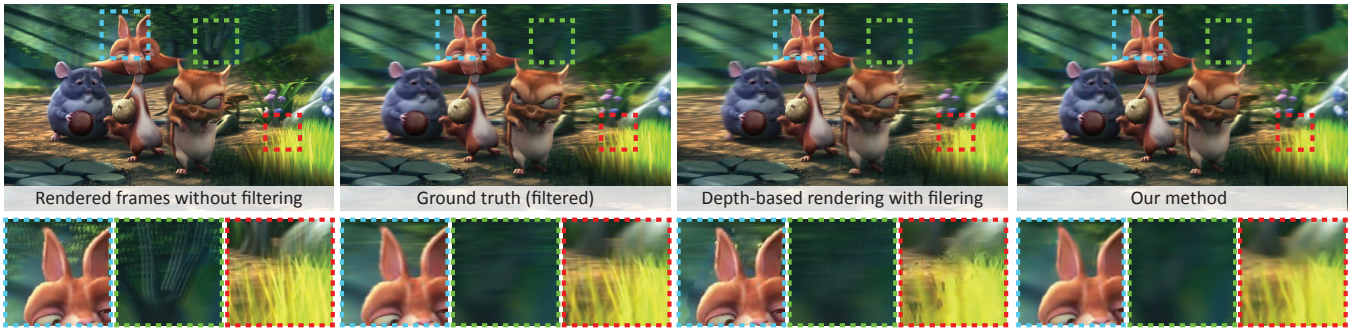 Rendered frames without filtering
Ground truth (filtered)
Depth-based rendering with filering
Our method